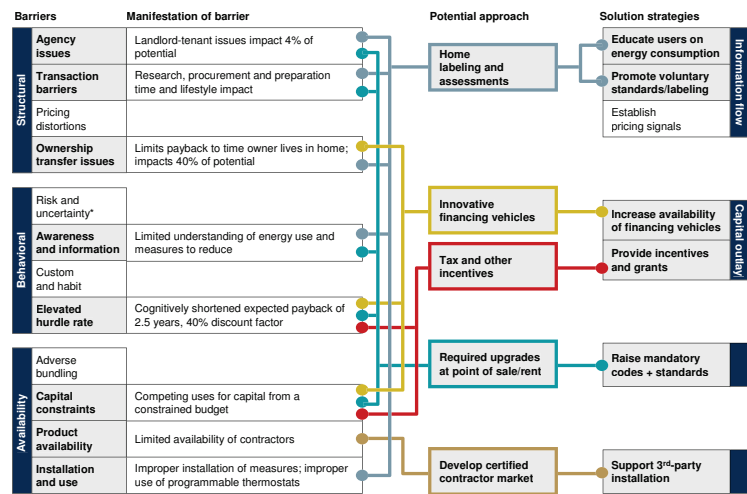 Barriers
Manifestation of barrier
Potential approach
Solution strategies
Structural
Agency
issues
Landlord-tenant issues impact 4% of
potential
Transaction
barriers
Research, procurement and preparation
time and lifestyle impact
Pricing
distortions
Ownership
transfer issues
Limits payback to time owner lives in home;
impacts 40% of potential
Behavioral
Risk and
uncertainty*
Awareness
and information
Limited understanding of energy use and
measures to reduce
Custom
and habit
Elevated
hurdle rate
Cognitively shortened expected payback of
2.5 years, 40% discount factor
Availability
Adverse
bundling
Capital
constraints
Competing uses for capital from a
constrained budget
Product
availability
Limited availability of contractors
Installation
and use
Improper installation of measures; improper
use of programmable thermostats
Home
labeling and
assessments
Innovative
financing vehicles
Tax and other
incentives
Required upgrades
at point of sale/rent
Develop certified
contractor market
Educate users on
energy consumption
Promote voluntary
standards/labeling
Establish
pricing signals
Information flow
Increase availability
of financing vehicles
Provide incentives
and grants
Capital outlay
Raise mandatory
codes + standards
Support 3rd-party
installation